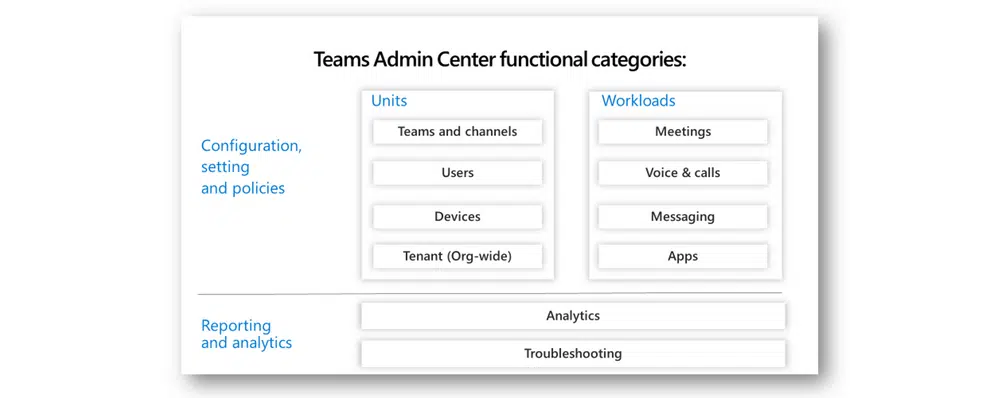 Teams Admin Center functional categories:
Configuration,
setting
and policies
Units
Teams and channels
Users
Devices
Tenant (Org-wide)
Workloads
Meetings
Voice & calls
Messaging
Apps
Reporting
and analytics
Analytics
Troubleshooting